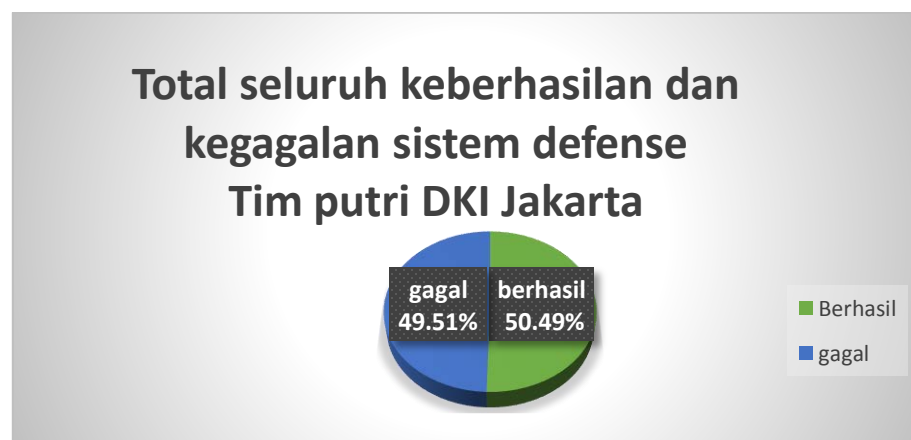 Total seluruh keberhasilan dan
kegagalan sistem defense
Tim putri DKI Jakarta
gagal
49.51%
berhasil
50.49%
Berhasil
gagal